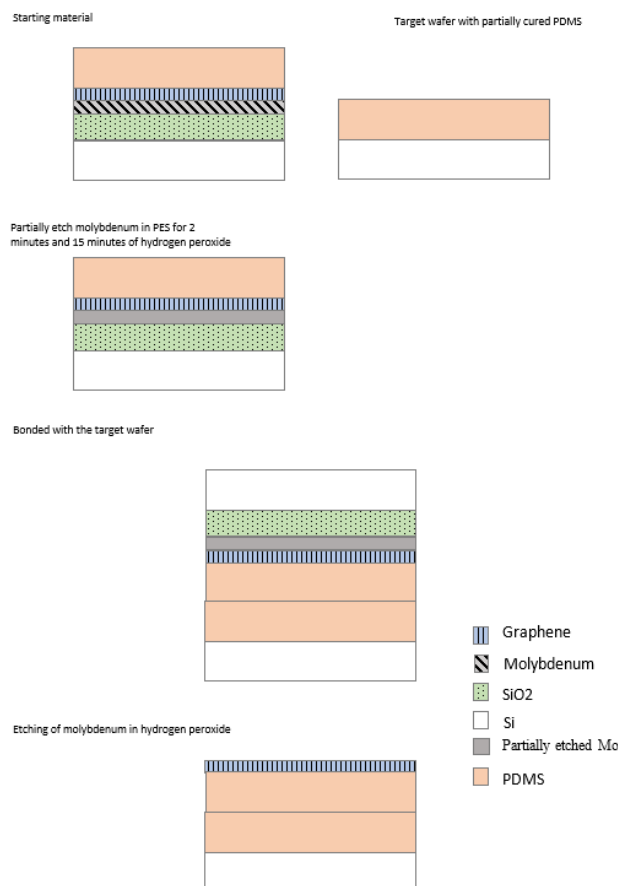 Starting material
Target wafer with partially cured PDMS
Partially etch molybdenum in PES for 2
minutes and 15 minutes of hydrogen peroxide
Bonded with the target wafer
Graphene
Molybdenum
SiO2
Si
Partially etched Mo
PDMS
Etching of molybdenum in hydrogen peroxide